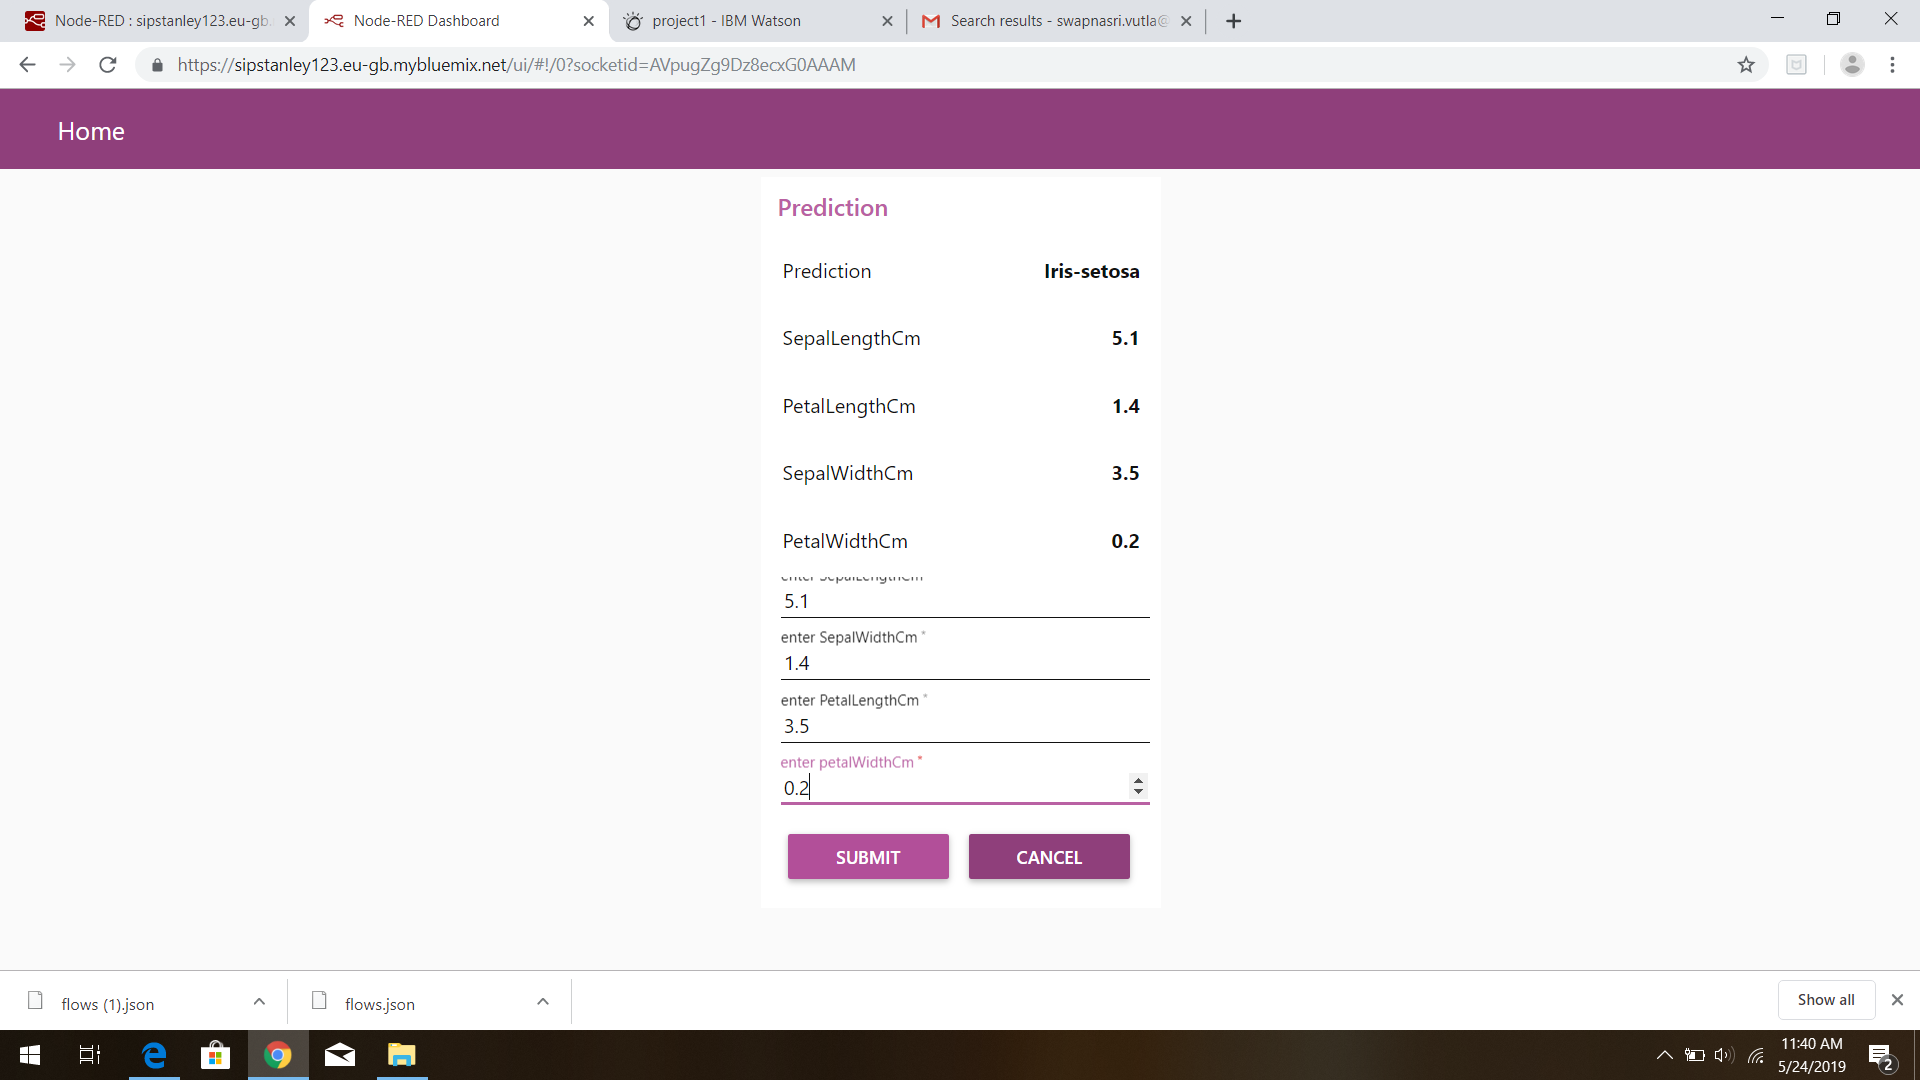 Node-RED : sipstanley123.eu-gb.
Node-RED Dashboard
project1 - IBM Watson
Search results - swapnasri.vutla@
https://sipstanley123.eu-gb.mybluemix.net/ui/#!/0?socketid=AVpugZg9Dz8ecxG0AAAM
Home
Prediction
Prediction Iris-setosa
SepalLengthCm 5.1
PetalLengthCm 1.4
SepalWidthCm 3.5
PetalWidthCm 0.2
enter SepalLengthCm
5.1
enter SepalWidthCm *
1.4
enter PetalLengthCm *
3.5
enter petalWidthCm *
0.2
SUBMIT CANCEL
flows (1).json
flows.json
Show all
11:40 AM
5/24/2019
2